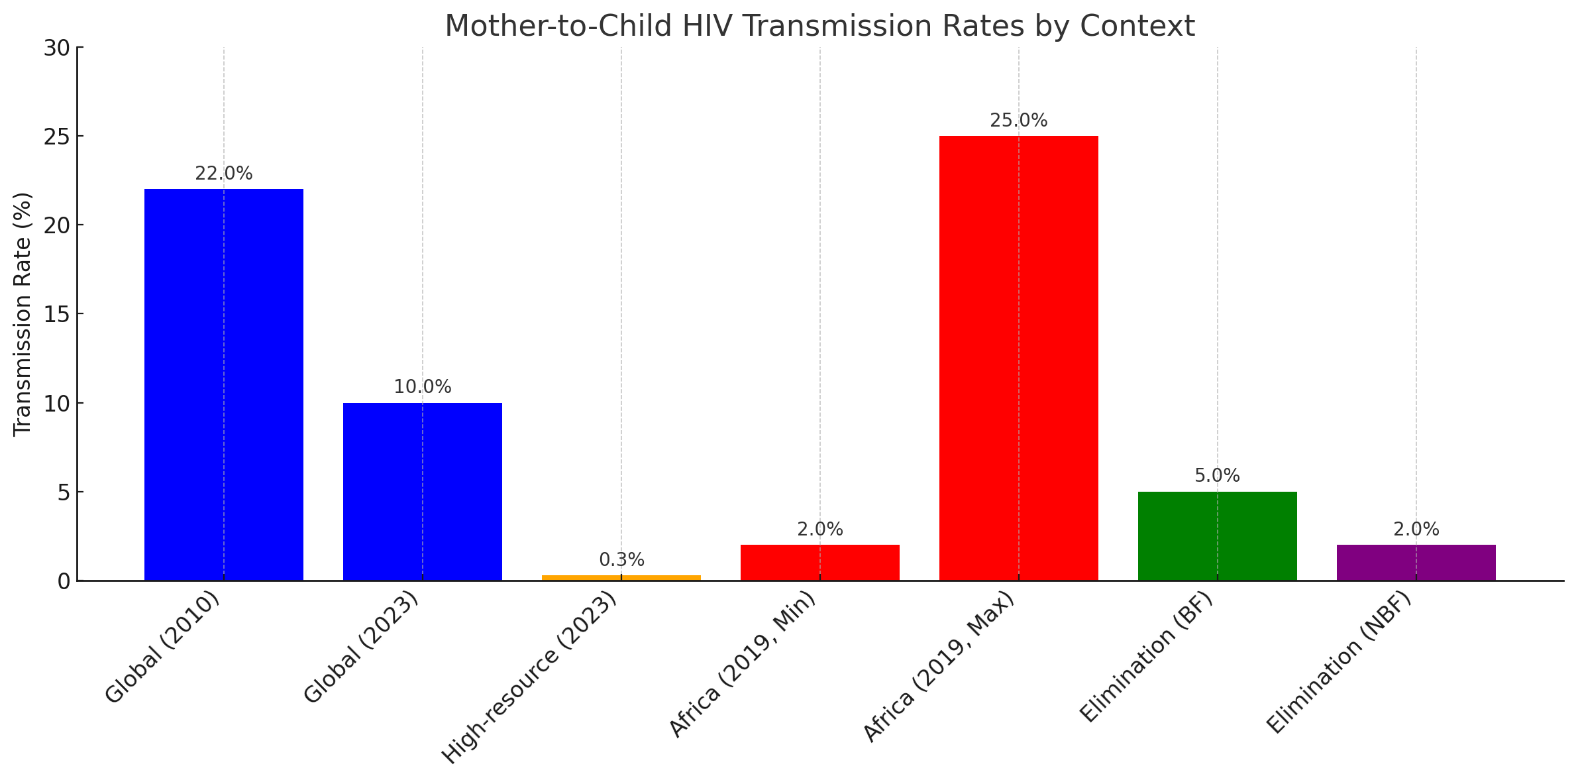 Mother-to-Child HIV Transmission Rates by Context
Transmission Rate (%)
30
25
20
15
10
5
0
22.0%
10.0%
0.3%
2.0%
25.0%
5.0%
2.0%
Global (2010)
Global (2023)
High-resource (2023)
Africa (2019, Min)
Africa (2019, Max)
Elimination (BF)
Elimination (NBF)